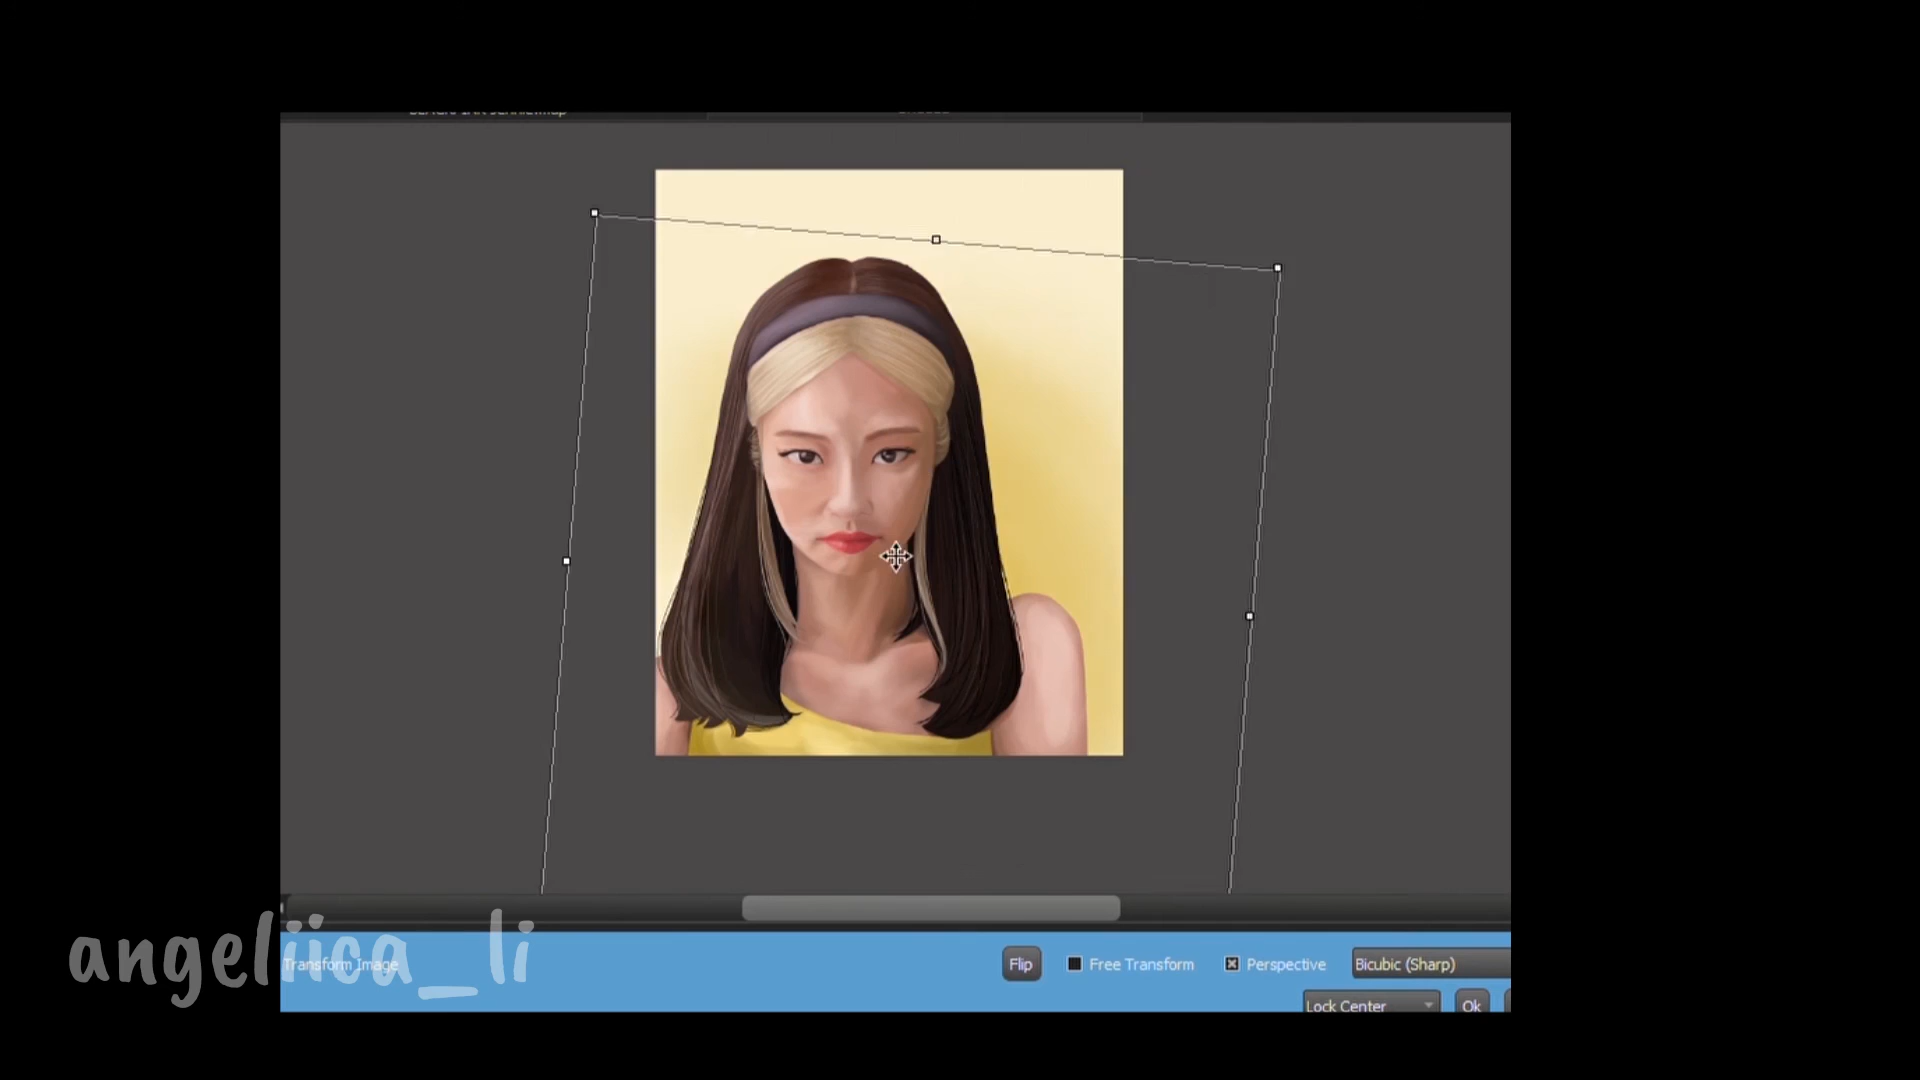 Transform Image
Flip
Free Transform
Perspective
Bicubic (Sharp)
Lock Center
Ok
angeliica_li